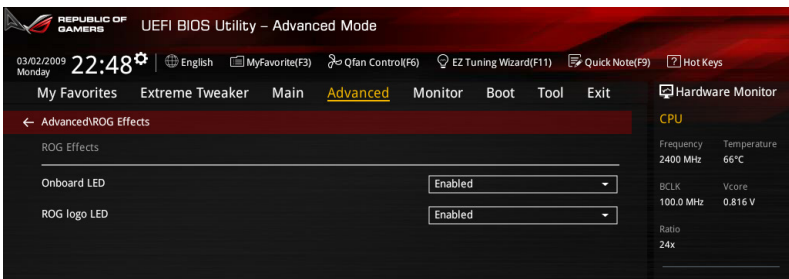 REPUBLIC OF
GAMERS
UEFI BIOS Utility – Advanced Mode
03/02/2009
Monday
22:48
English
MyFavorite(F3)
Qfan Control(F6)
EZ Tuning Wizard(F11)
Quick Note(F9)
? Hot Keys
My Favorites
Extreme Tweaker
Main
Advanced
Monitor
Boot
Tool
Exit
← Advanced\ROG Effects
ROG Effects
Onboard LED Enabled
ROG logo LED Enabled
Hardware Monitor
CPU
Frequency Temperature
2400 MHz 66°C
BCLK Vcore
100.0 MHz 0.816 V
Ratio
24x